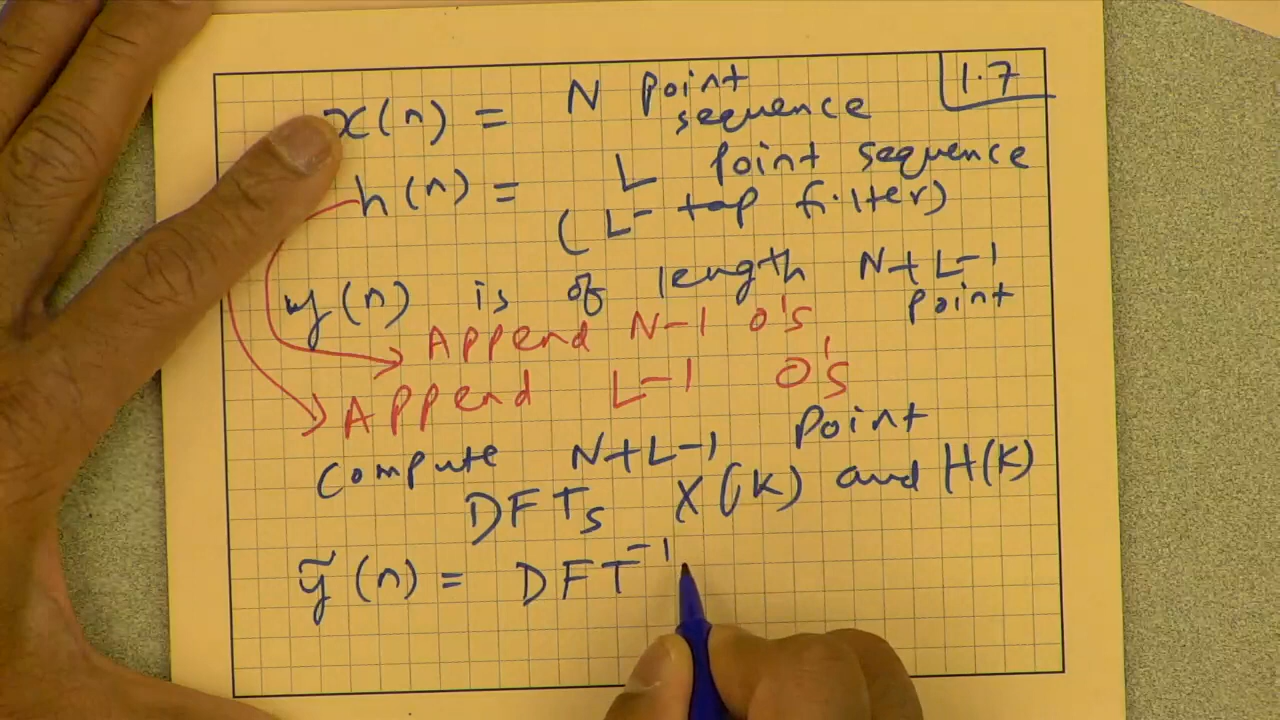 1.7
x(n) = N point sequence
h(n) = L point sequence
(L-tap filter)
y(n) is of length N+L-1 point
Append N-1 0's
Append L-1 0's
Compute N+L-1 point
DFTs X(k) and H(k)
ỹ(n) = DFT⁻¹